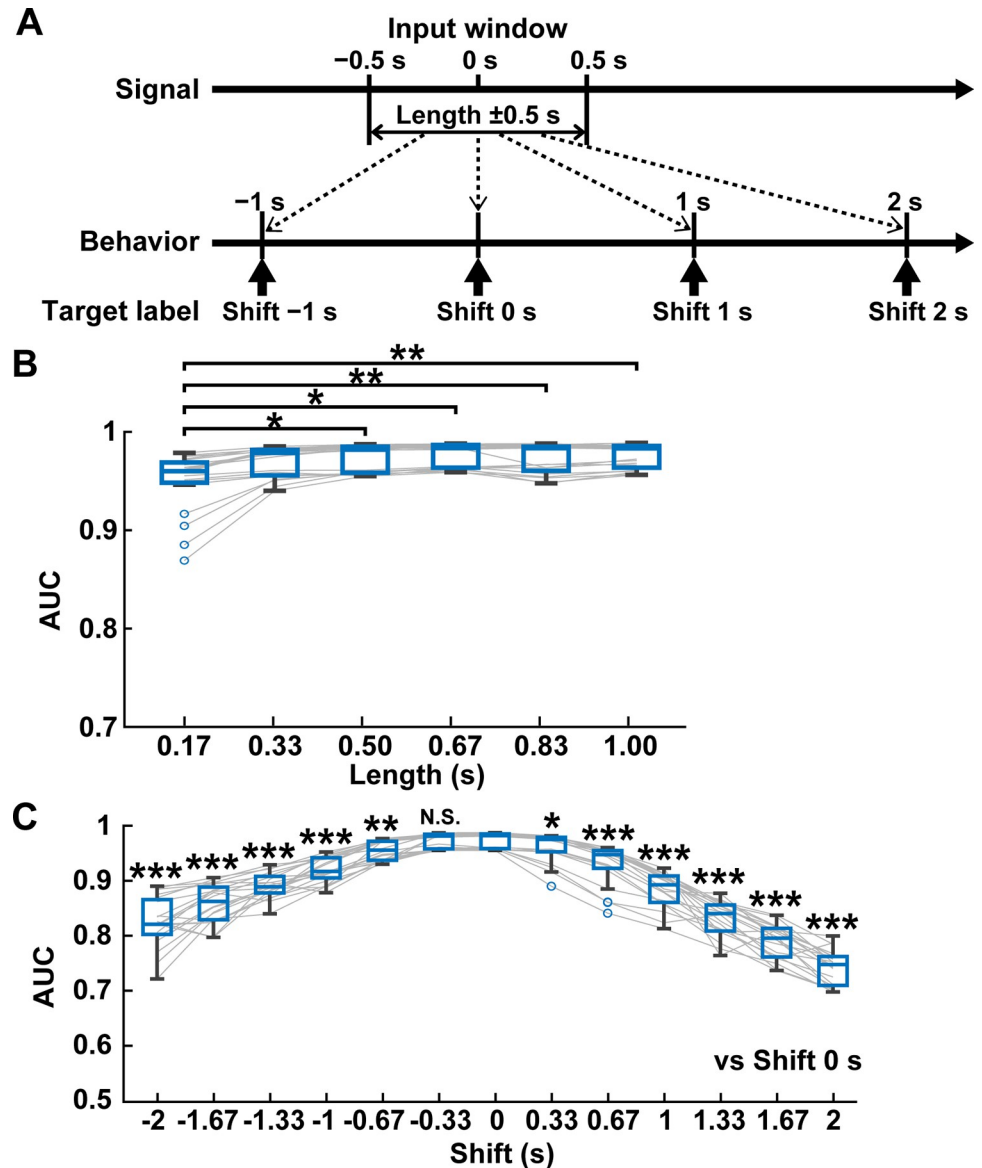 A
Input window
−0.5 s 0 s 0.5 s
Signal
Length ±0.5 s
−1 s 1 s 2 s
Behavior
Target label Shift −1 s Shift 0 s Shift 1 s Shift 2 s
B
**
**
*
*
1
0.9
0.8
0.7
AUC
0.17 0.33 0.50 0.67 0.83 1.00
Length (s)
C
*** *** *** *** ** N.S. * *** *** *** *** ***
1
0.9
0.8
0.7
0.6
0.5
AUC
vs Shift 0 s
-2 -1.67 -1.33 -1 -0.67 -0.33 0 0.33 0.67 1 1.33 1.67 2
Shift (s)